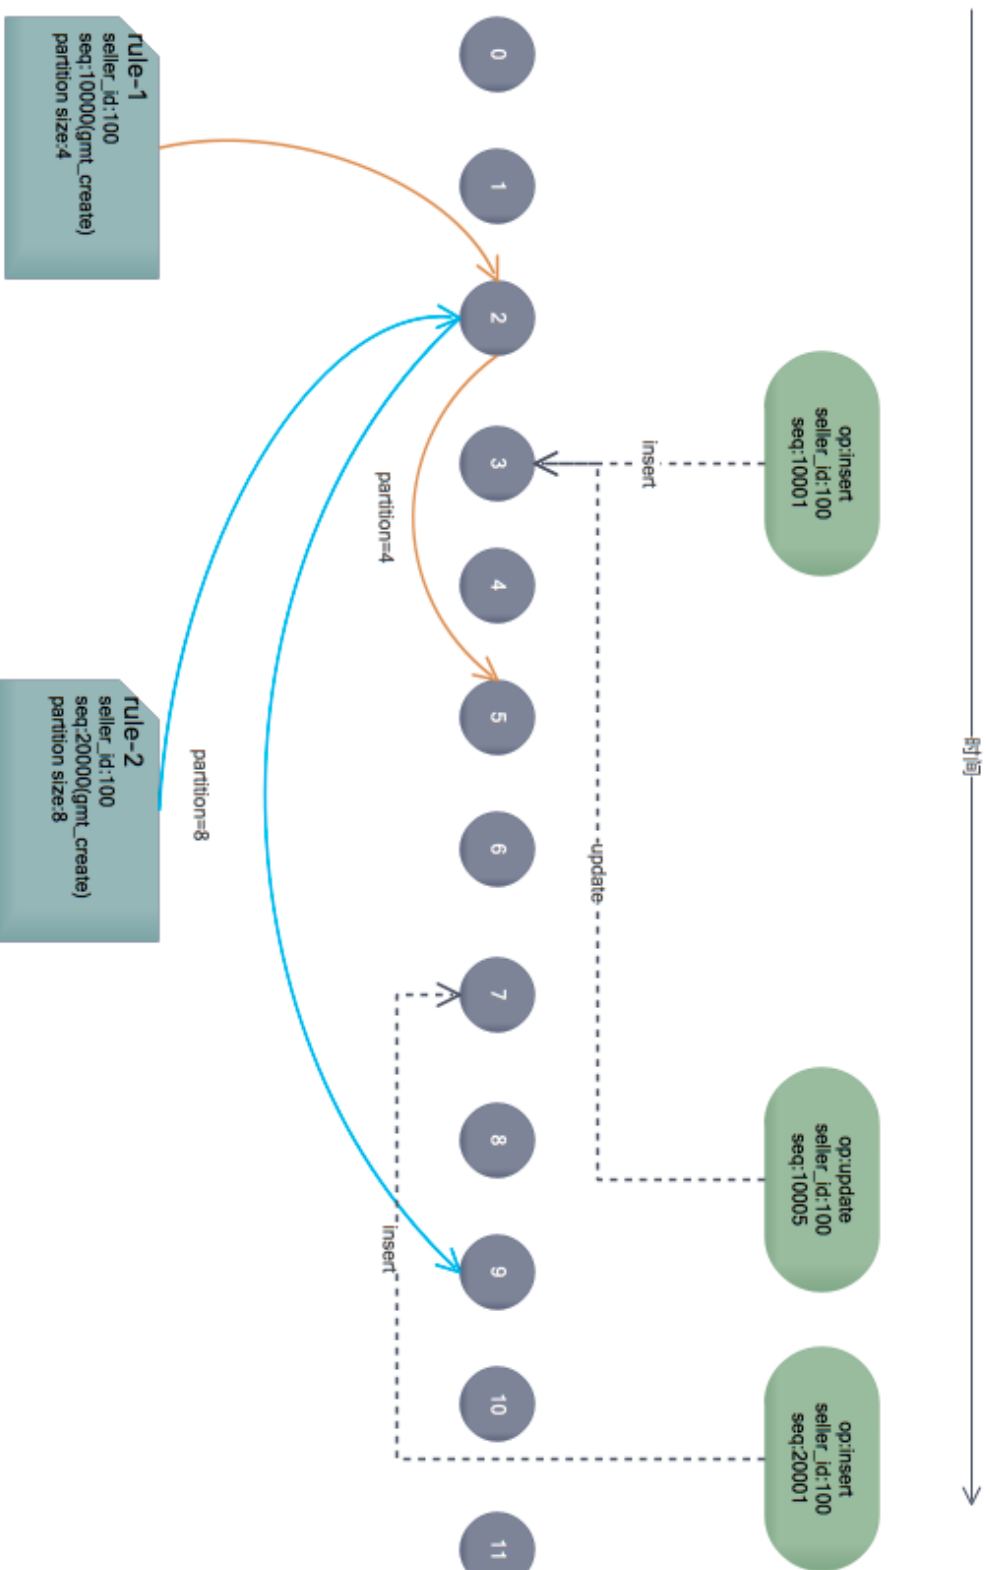 时间
op:insert
seller_id:100
seq:10001
op:update
seller_id:100
seq:10005
op:insert
seller_id:100
seq:20001
insert
update
0
1
2
3
4
5
6
7
8
9
10
11
partition=4
insert
partition=8
rule-1
seller_id:100
seq:10000(gmt_create)
partition size:4
rule-2
seller_id:100
seq:20000(gmt_create)
partition size:8